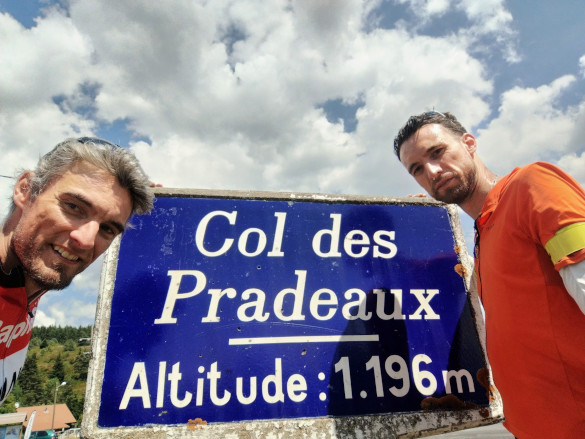 Col des
Pradeaux
Altitude: 1.196 m